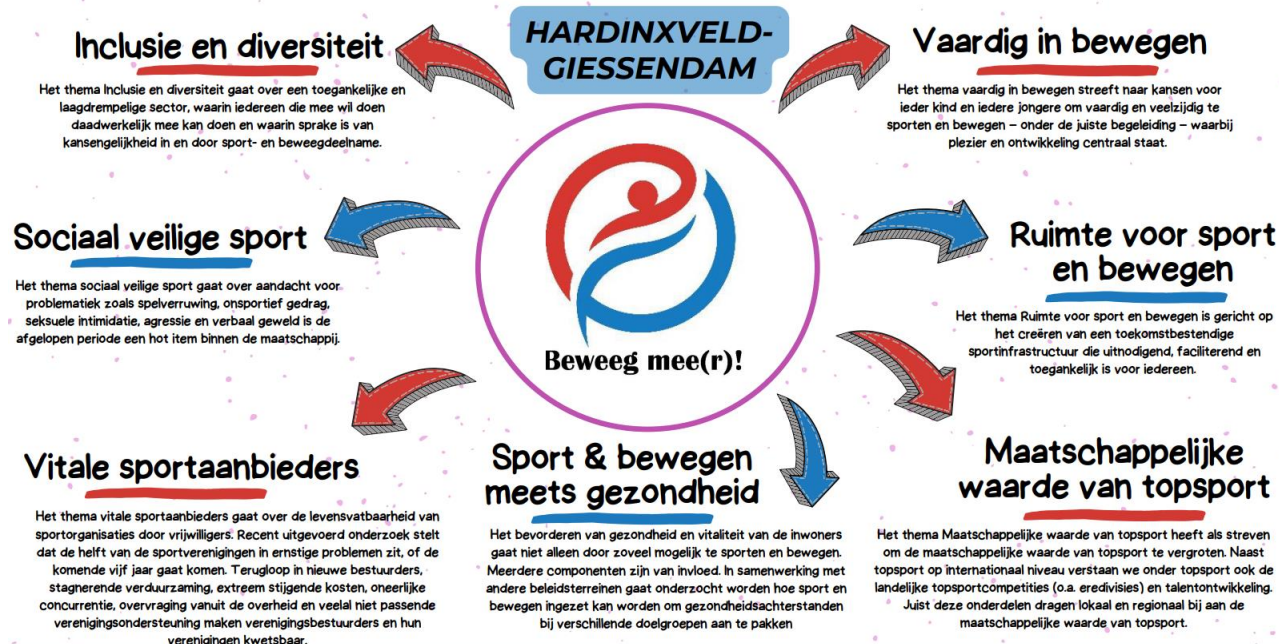 HARDINXVELD-
GIESSENDAM
Inclusie en diversiteit
Het thema Inclusie en diversiteit gaat over een toegankelijke en
laagdrempelige sector, waarin iedereen die mee wil doen
daadwerkelijk mee kan doen en waarin sprake is van
kansengelijkheid in en door sport- en beweegdeelname.
Sociaal veilige sport
Het thema sociaal veilige sport gaat over aandacht voor
problematiek zoals spelverruwing, onsportief gedrag,
seksuele intimidatie, agressie en verbaal geweld is de
afgelopen periode een hot item binnen de maatschappij.
Vitale sportaanbieders
Het thema vitale sportaanbieders gaat over de levensvatbaarheid van
sportorganisaties door vrijwilligers. Recent uitgevoerd onderzoek stelt
dat de helft van de sportverenigingen in ernstige problemen zit, of de
komende vijf jaar gaat komen. Terugloop in nieuwe bestuurders,
stagnerende verduurzaming, extreem stijgende kosten, oneerlijke
concurrentie, overvraging vanuit de overheid en veelal niet passende
verenigingsondersteuning maken verenigingsbestuurders en hun
verenigingen kwetsbaar.
Beweeg mee(r)!
Sport & bewegen
meets gezondheid
Het bevorderen van gezondheid en vitaliteit van de inwoners
gaat niet alleen door zoveel mogelijk te sporten en bewegen.
Meerdere componenten zijn van invloed. In samenwerking met
andere beleidsterreinen gaat onderzocht worden hoe sport en
bewegen ingezet kan worden om gezondheidsachterstanden
bij verschillende doelgroepen aan te pakken
Vaardig in bewegen
Het thema vaardig in bewegen streeft naar kansen voor
ieder kind en iedere jongere om vaardig en veelzijdig te
sporten en bewegen – onder de juiste begeleiding – waarbij
plezier en ontwikkeling centraal staat.
Ruimte voor sport
en bewegen
Het thema Ruimte voor sport en bewegen is gericht op
het creëren van een toekomstbestendige
sportinfrastructuur die uitnodigend, faciliterend en
toegankelijk is voor iedereen.
Maatschappelijke
waarde van topsport
Het thema Maatschappelijke waarde van topsport heeft als streven
om de maatschappelijke waarde van topsport te vergroten. Naast
topsport op internationaal niveau verstaan we onder topsport ook de
landelijke topsportcompetities (o.a. eredivisies) en talentontwikkeling.
Juist deze onderdelen dragen lokaal en regionaal bij aan de
maatschappelijke waarde van topsport.